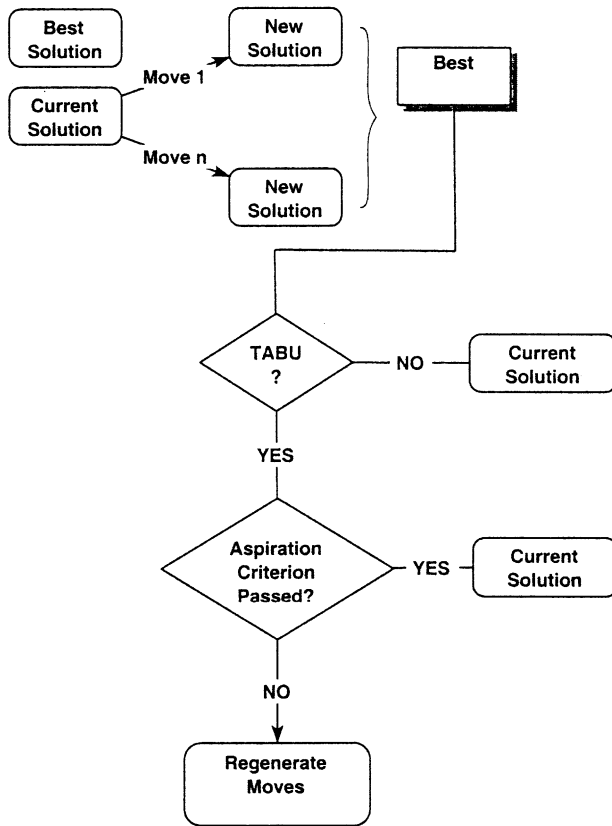 Best
Solution
New
Solution
Best
Move 1
Current
Solution
Move n
New
Solution
TABU
?
NO
Current
Solution
YES
Aspiration
Criterion
Passed?
YES
Current
Solution
NO
Regenerate
Moves